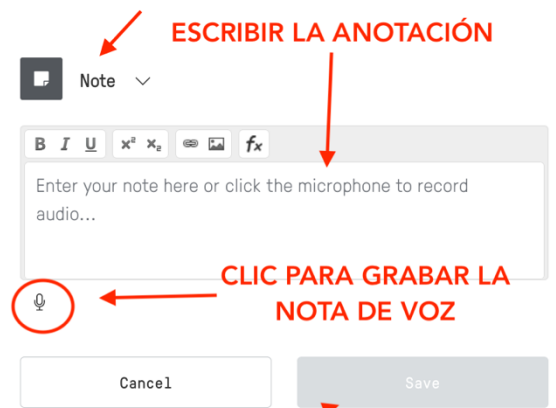 ESCRIBIR LA ANOTACIÓN
Note
B I U x² x₂ fx
Enter your note here or click the microphone to record
audio...
CLIC PARA GRABAR LA
NOTA DE VOZ
Cancel Save